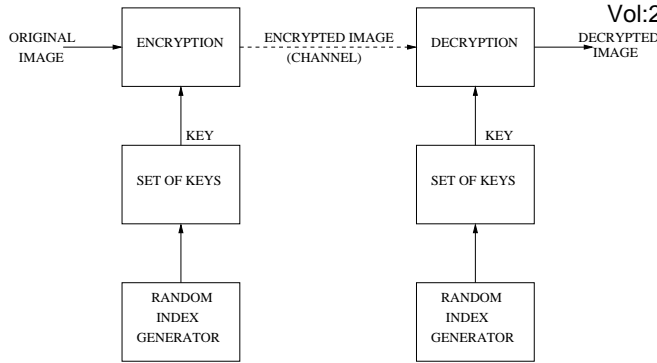 Vol:2
ORIGINAL
IMAGE
ENCRYPTION
ENCRYPTED IMAGE
(CHANNEL)
DECRYPTION
DECRYPTED
IMAGE
KEY
KEY
SET OF KEYS
SET OF KEYS
RANDOM
INDEX
GENERATOR
RANDOM
INDEX
GENERATOR